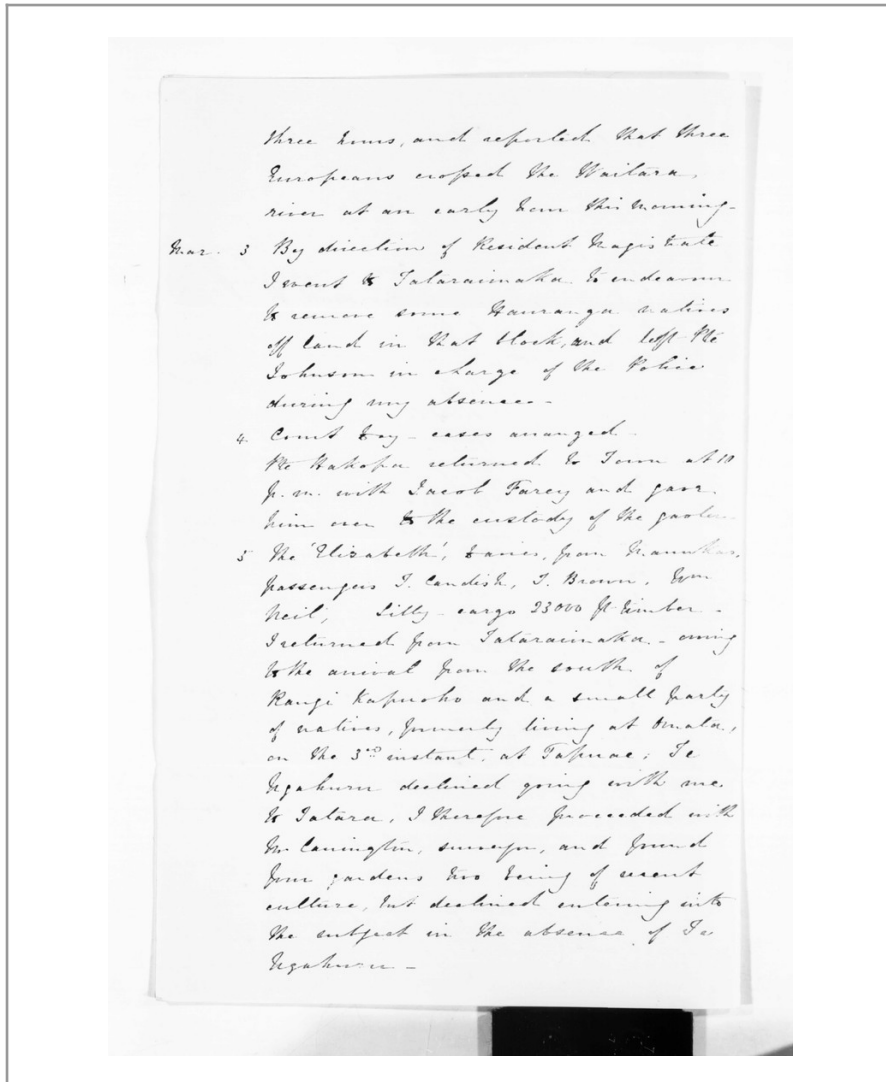 three hours, and reported that three
Europeans crossed the Waitara
river at an early hour this morning -
Mar. 3 By direction of Resident Magistrate
I went to Tataraimaka to endeavour
to remove some Hauranga natives
off land in that block, and left Pte
Johnson in charge of the Police
during my absence -
4. Court day - cases arranged -
Pte Hakopa returned to Town at 10
p.m. with Jacob Farey and gave
him over to the custody of the gaoler
5 The 'Elizabeth', from Manukau,
passengers J. Candish, J. Brown, Wm
Neil, Lilly - cargo 23000 ft timber -
I returned from Tataraimaka - owing
to the arrival from the south of
Rangi Kapuoho and a small party
of natives, formerly living at Omata,
on the 3rd instant, at Tapuae; Te
Ngahuru declined going with me
to Tatara, I therefore proceeded with
Mr Carrington, surveyor, and found
four gardens two being of recent
culture, but declined entering into
the subject in the absence of Te
Ngahuru -